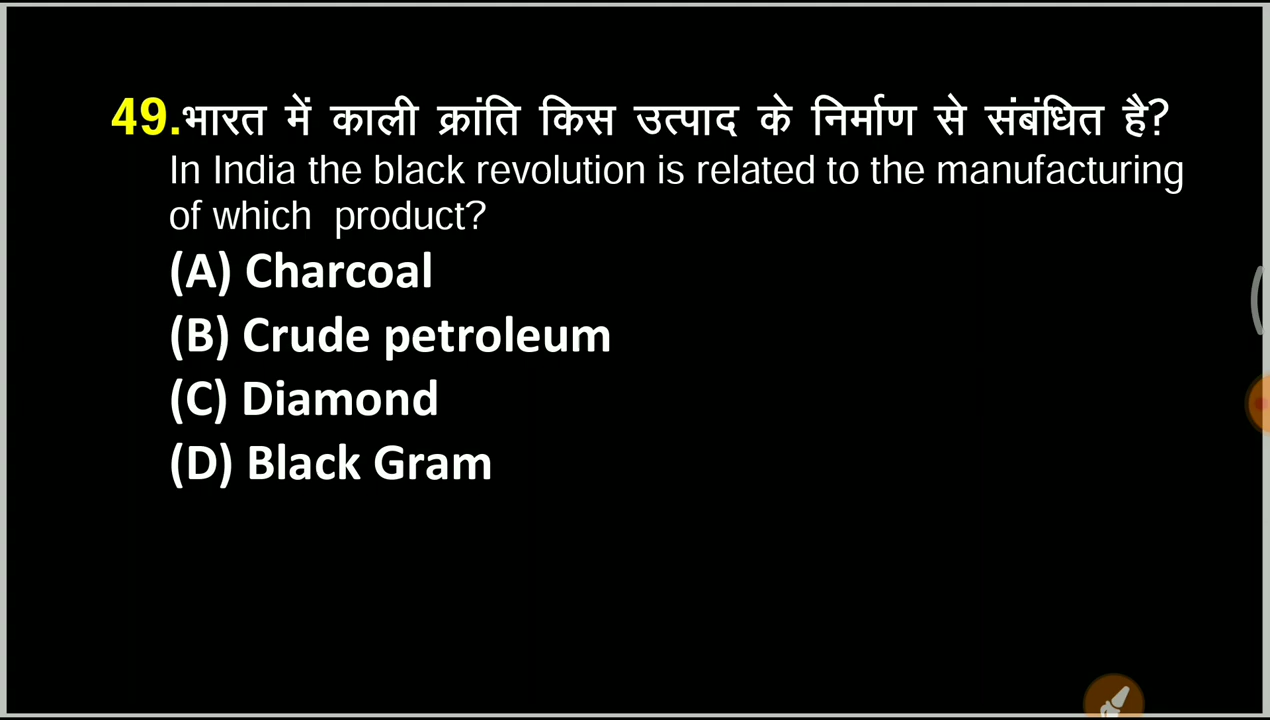 49.भारत में काली क्रांति किस उत्पाद के निर्माण से संबंधित है?
In India the black revolution is related to the manufacturing
of which product?
(A) Charcoal
(B) Crude petroleum
(C) Diamond
(D) Black Gram